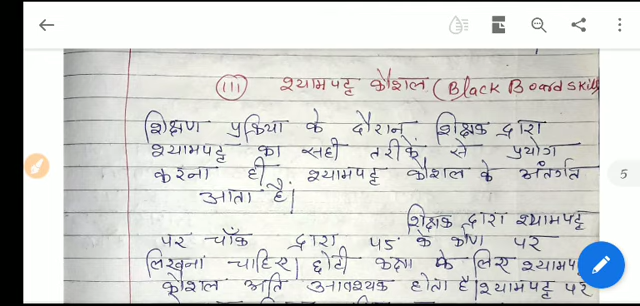 (III) श्यामपट्ट कौशल (Black Board skill)
शिक्षण प्रक्रिया के दौरान शिक्षक द्वारा
श्यामपट्ट का सही तरीके से प्रयोग
करना ही श्यामपट्ट कौशल के अंतर्गत
आता है।
शिक्षक द्वारा श्यामपट्ट
पर चॉक द्वारा 45° के कोण पर
लिखना चाहिए। छोटी कक्षा के लिए श्यामप
कौशल अति आवश्यक होता है। श्यामपट्ट पर
5